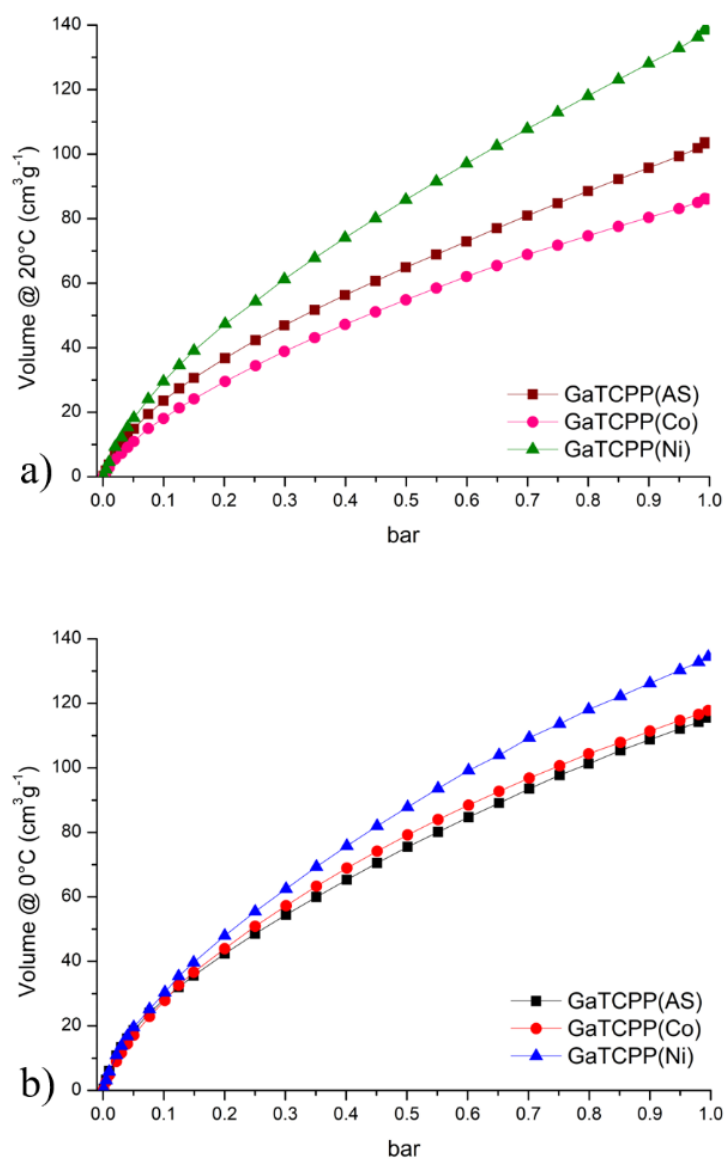 140
120
100
80
60
40
20
0
Volume @ 20°C (cm³g⁻¹)
GaTCPP(AS)
GaTCPP(Co)
GaTCPP(Ni)
a)
0.0 0.1 0.2 0.3 0.4 0.5 0.6 0.7 0.8 0.9 1.0
bar
140
120
100
80
60
40
20
0
Volume @ 0°C (cm³g⁻¹)
GaTCPP(AS)
GaTCPP(Co)
GaTCPP(Ni)
b)
0.0 0.1 0.2 0.3 0.4 0.5 0.6 0.7 0.8 0.9 1.0
bar